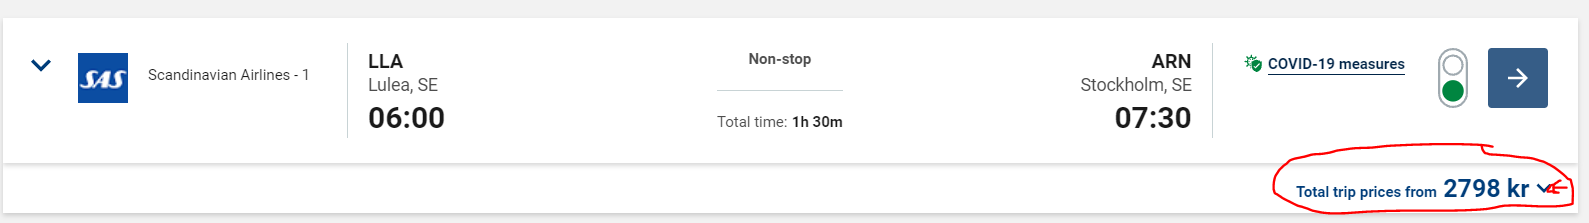 SAS
Scandinavian Airlines - 1
LLA
Lulea, SE
06:00
Non-stop
Total time: 1h 30m
ARN
Stockholm, SE
07:30
COVID-19 measures
Total trip prices from 2798 kr